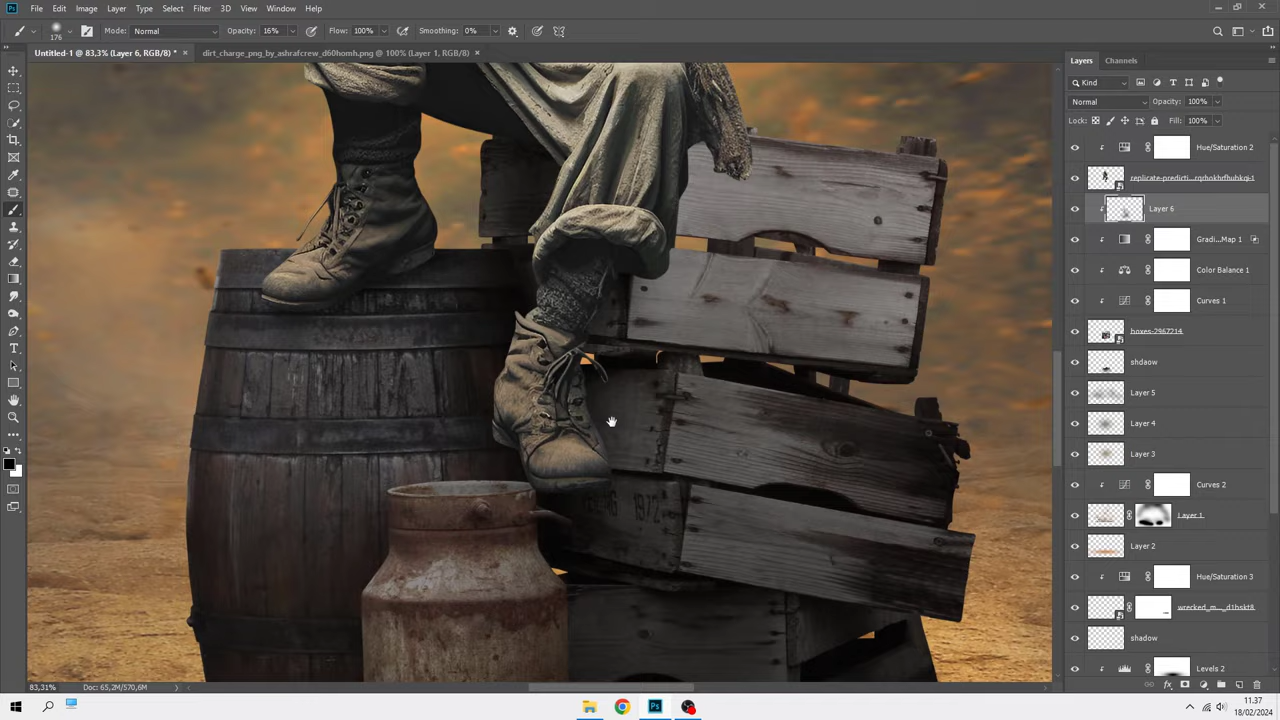 File Edit Image Layer Type Select Filter 3D View Window Help
176 Mode: Normal Opacity: 16% Flow: 100% Smoothing: 0%
Untitled-1 @ 83,3% (Layer 6, RGB/8) * × dirt_charge_png_by_ashrafcrew_d60homh.png @ 100% (Layer 1, RGB/8) ×
Layers Channels
Kind
Normal Opacity: 100%
Lock: Fill: 100%
Hue/Saturation 2
Layer 6
Gradi...Map 1
Color Balance 1
Curves 1
boxes-2967214
shdaow
Layer 5
Layer 4
Layer 3
Curves 2
Layer 1
Layer 2
Hue/Saturation 3
wrecked_m..._d1bskt8
shadow
Levels 2
1972
83,31% Doc: 65,2M/570,6M
11.37
18/02/2024